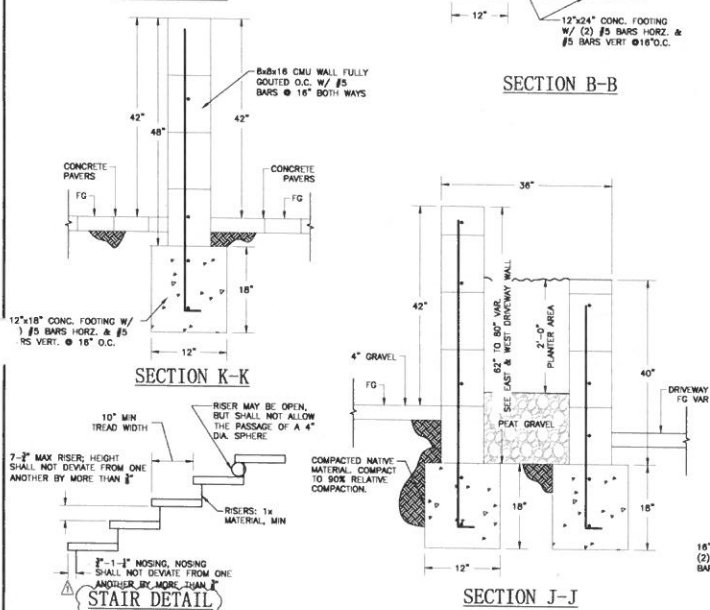 42"
48"
42"
8x8x16 CMU WALL FULLY
GOUTED O.C. W/ #5
BARS @ 16" BOTH WAYS
CONCRETE
PAVERS
FG
CONCRETE
PAVERS
FG
18"
12"x18" CONC. FOOTING W/
) #5 BARS HORZ. & #5
RS VERT. @ 16" O.C.
12"
SECTION K-K
12"
12"x24" CONC. FOOTING
W/ (2) #5 BARS HORZ. &
#5 BARS VERT @16"O.C.
SECTION B-B
10" MIN
TREAD WIDTH
RISER MAY BE OPEN,
BUT SHALL NOT ALLOW
THE PASSAGE OF A 4"
DIA. SPHERE
MAX RISER; HEIGHT
SHALL NOT DEVIATE FROM ONE
ANOTHER BY MORE THAN
RISERS: 1x
MATERIAL, MIN
NOSING, NOSING
SHALL NOT DEVIATE FROM ONE
ANOTHER BY MORE THAN
STAIR DETAIL
36"
42"
62" TO 80" VAR.
SEE EAST & WEST DRIVEWAY WALL
2'-0"
PLANTER AREA
40"
4" GRAVEL
FG
PEAT GRAVEL
DRIVEWAY
FG VAR
COMPACTED NATIVE
MATERIAL. COMPACT
TO 90% RELATIVE
COMPACTION.
18"
18"
12"
SECTION J-J
16"
(2)
BAR